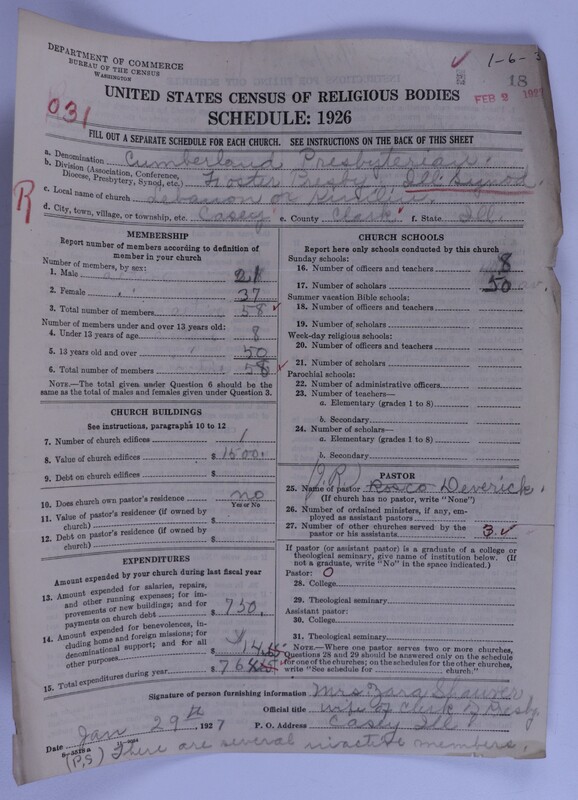 DEPARTMENT OF COMMERCE
BUREAU OF THE CENSUS
WASHINGTON
1-6-3
18
FEB 2 192
031
UNITED STATES CENSUS OF RELIGIOUS BODIES
SCHEDULE: 1926
FILL OUT A SEPARATE SCHEDULE FOR EACH CHURCH. SEE INSTRUCTIONS ON THE BACK OF THIS SHEET
R
a. Denomination Cumberland Presbyterian.
b. Division (Association, Conference, Diocese, Presbytery, Synod, etc.) Foster Presby. Ill. Signod
c. Local name of church Lebanon or
d. City, town, village, or township, etc. Casey e. County Clark f. State Ill.
MEMBERSHIP
Report number of members according to definition of
member in your church
Number of members, by sex:
1. Male 21
2. Female 37
3. Total number of members 58
Number of members under and over 13 years old:
4. Under 13 years of age 8
5. 13 years old and over 50
6. Total number of members 58
NOTE.—The total given under Question 6 should be
same as the total of males and females given under Question 3.
CHURCH BUILDINGS
See instructions, paragraphs 10 to 12
7. Number of church edifices 1
8. Value of church edifices $ 1500.
9. Debt on church edifices $
10. Does church own pastor's residence no
Yes or No
11. Value of pastor's residence (if owned by
church) $
12. Debt on pastor's residence (if owned by
church) $
EXPENDITURES
Amount expended by your church during last fiscal year
13. Amount expended for salaries, repairs,
and other running expenses; for im-
provements or new buildings; and for
payments on church debt $ 750.
14. Amount expended for benevolences, in-
cluding home and foreign missions; for
denominational support; and for all
other purposes $
15. Total expenditures during year $
CHURCH SCHOOLS
Report here only schools conducted by this church
Sunday schools:
16. Number of officers and teachers 8
17. Number of scholars 50
Summer vacation Bible schools:
18. Number of officers and teachers
19. Number of scholars
Week-day religious schools:
20. Number of officers and teachers
21. Number of scholars
Parochial schools:
22. Number of administrative officers
23. Number of teachers—
a. Elementary (grades 1 to 8)
b. Secondary
24. Number of scholars—
a. Elementary (grades 1 to 8)
b. Secondary
PASTOR
(J.R.)
25. Name of pastor Rosco Deverick.
(If church has no pastor, write "None")
26. Number of ordained ministers, if any, em-
ployed as assistant pastors
27. Number of other churches served by the
pastor or his assistants 3.
If pastor (or assistant pastor) is a graduate of a college or
theological seminary, give name of institution below. (If
not a graduate, write "No" in the space indicated.)
Pastor: O
28. College
29. Theological seminary
Assistant pastor:
30. College
31. Theological seminary
NOTE.—Where one pastor serves two or more churches,
Questions 28 and 29 should be answered only on the schedule
for one of the churches; on the schedules for the other churches,
write "See schedule for church."
Signature of person furnishing information Mrs. Zara Shawver
Official title wife of Clerk of Presby.
Date Jan 29th 1927 P. O. Address Casey Ill
(P,S) There are several inactive members.